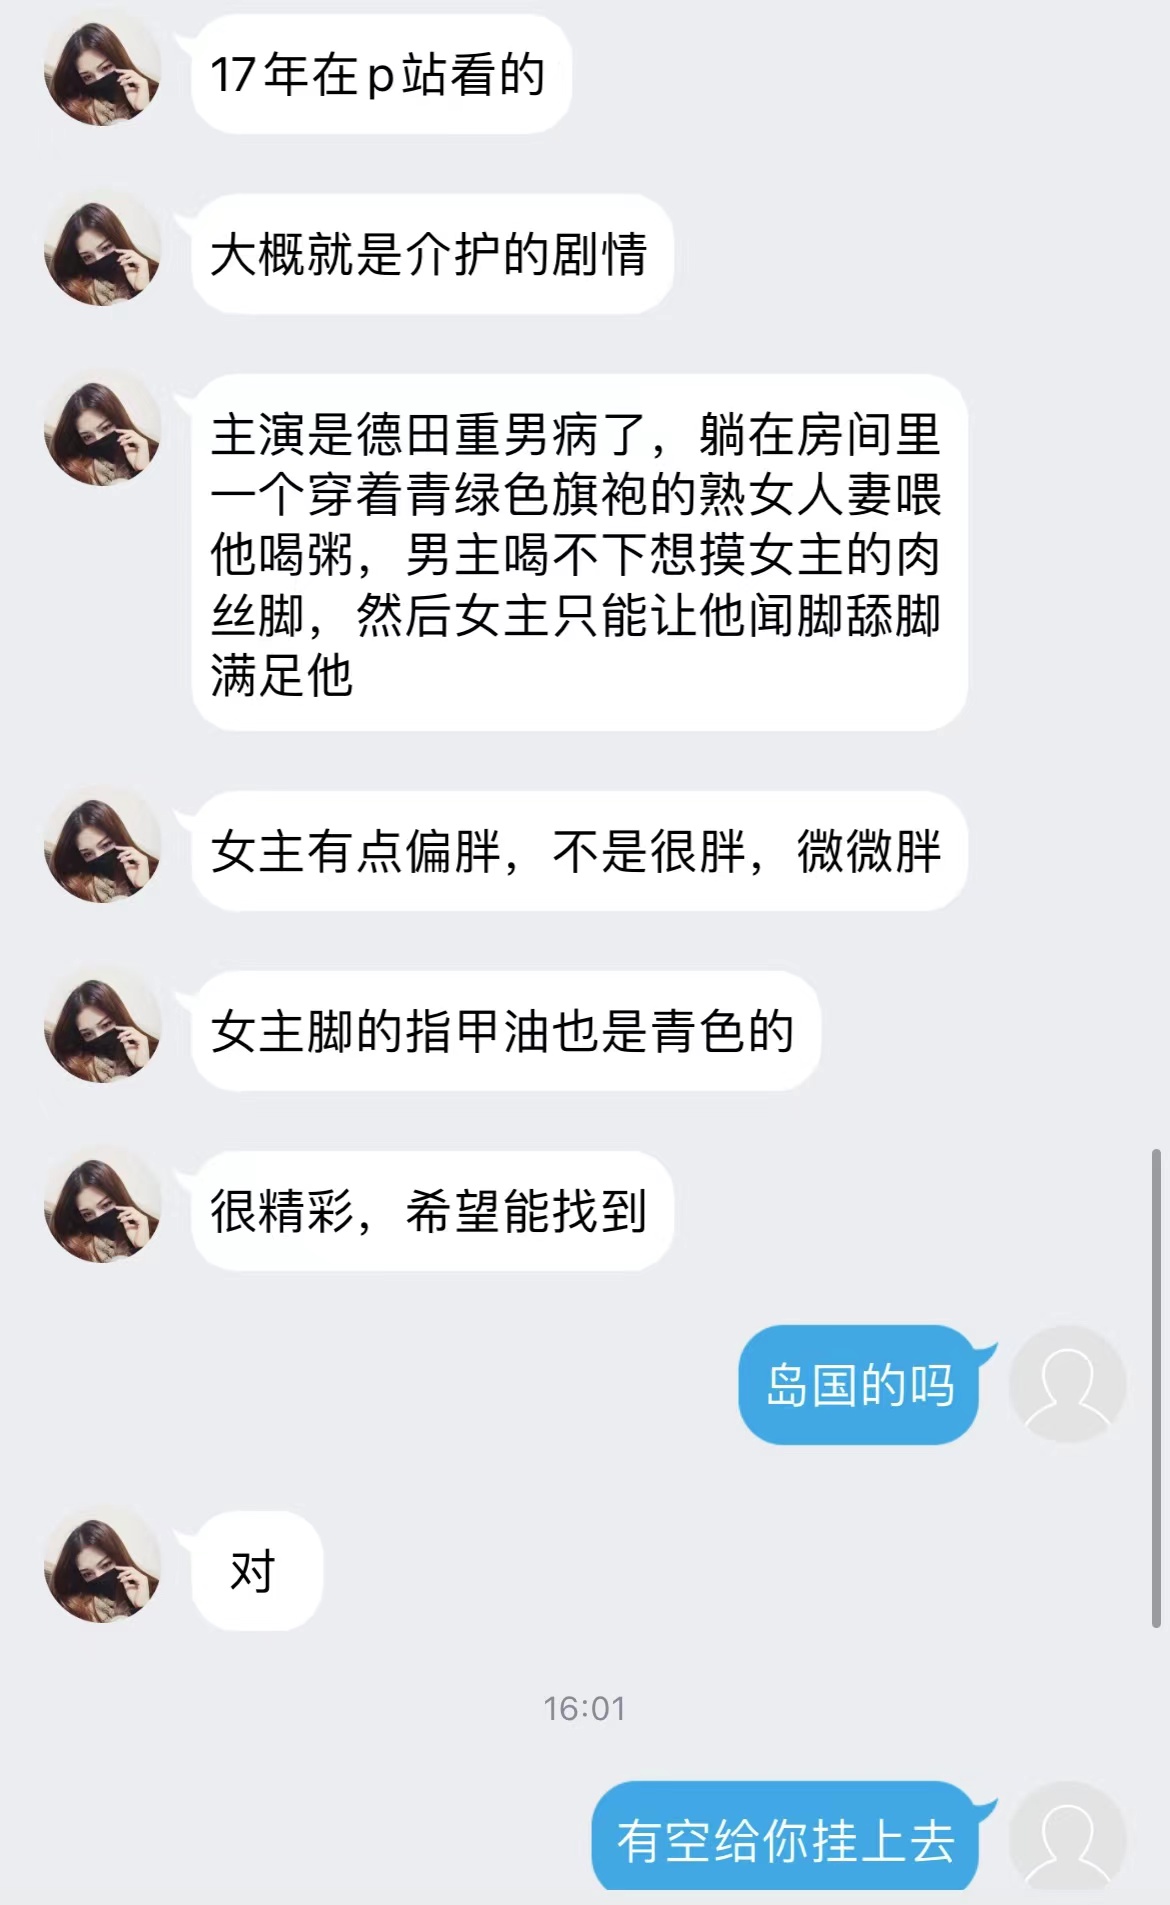 17年在p站看的
大概就是介护的剧情
主演是德田重男病了，躺在房间里
一个穿着青绿色旗袍的熟女人妻喂
他喝粥，男主喝不下想摸女主的肉
丝脚，然后女主只能让他闻脚舔脚
满足他
女主有点偏胖，不是很胖，微微胖
女主脚的指甲油也是青色的
很精彩，希望能找到
岛国的吗
对
16:01
有空给你挂上去